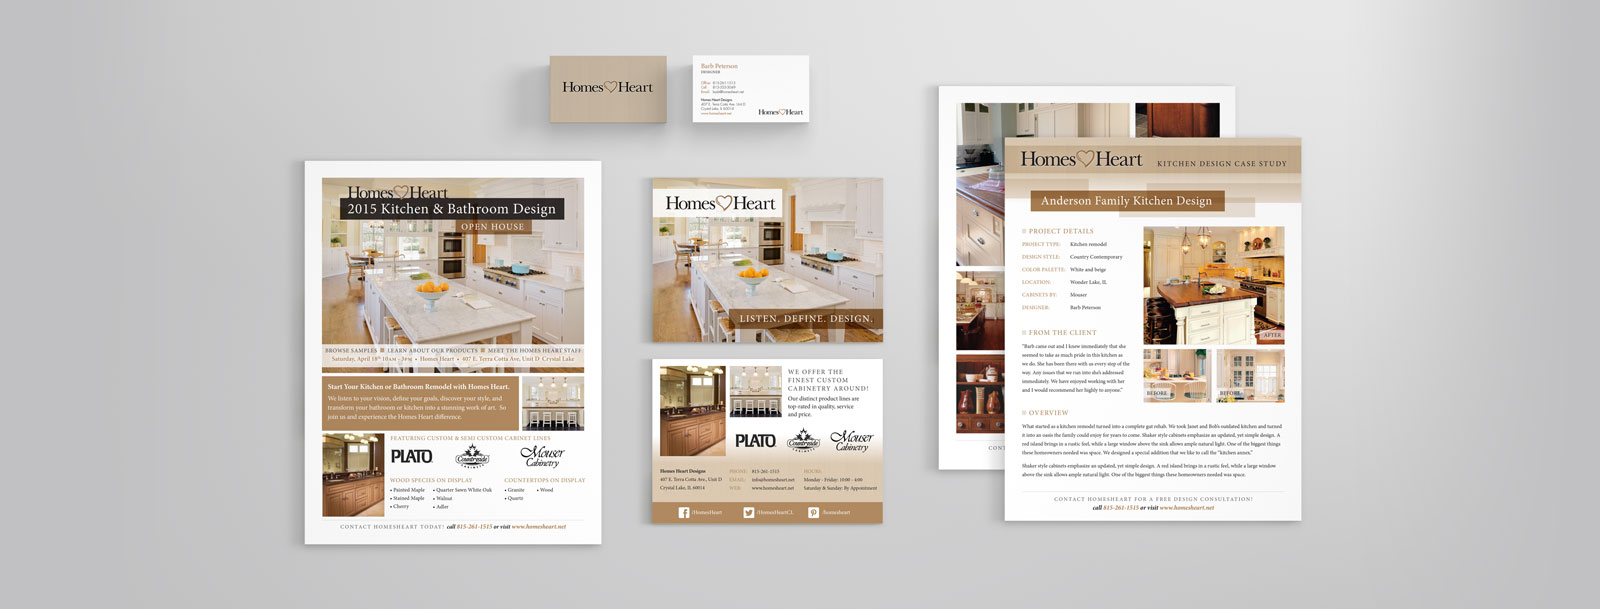 Homes Heart
Barb Peterson
DESIGNER
Office 815-261-1515
Cell
Email barb@homesheart.net
Homes Heart Designs
407 E. Terra Cotta Ave, Unit D
Crystal Lake, IL 60014
www.homesheart.net
Homes Heart
Homes Heart
2015 Kitchen & Bathroom Design
OPEN HOUSE
BROWSE SAMPLES LEARN ABOUT OUR PRODUCTS MEET THE HOMES HEART STAFF
Saturday, April 18th 10AM - 3PM • Homes Heart • 407 E. Terra Cotta Ave, Unit D Crystal Lake
Start Your Kitchen or Bathroom Remodel with Homes Heart.
We listen to your vision, define your goals, discover your style, and
transform your bathroom or kitchen into a stunning work of art. So
join us and experience the Homes Heart difference.
FEATURING CUSTOM & SEMI CUSTOM CABINET LINES
PLATO
Countryside
CABINETS
Mouser
Cabinetry
WOOD SPECIES ON DISPLAY
• Painted Maple
• Stained Maple
• Cherry
• Quarter Sawn White Oak
• Walnut
• Adler
COUNTERTOPS ON DISPLAY
• Granite
• Quartz
• Wood
CONTACT HOMESHEART TODAY! call 815-261-1515 or visit www.homesheart.net
Homes Heart
LISTEN. DEFINE. DESIGN.
WE OFFER THE
FINEST CUSTOM
CABINETRY AROUND!
Our distinct product lines are
top-rated in quality, service
and price.
PLATO
Countryside
CABINETS
Mouser
Cabinetry
Homes Heart Designs
407 E. Terra Cotta Ave, Unit D
Crystal Lake, IL 60014
PHONE: 815-261-1515
EMAIL: info@homesheart.net
WEB: www.homesheart.net
HOURS:
Monday - Friday: 10:00 - 4:00
Saturday & Sunday: By Appointment
/HomesHeart
/HomesHeartCL
/homesheart
CONT
Homes Heart KITCHEN DESIGN CASE STUDY
Anderson Family Kitchen Design
PROJECT DETAILS
PROJECT TYPE: Kitchen remodel
DESIGN STYLE: Country Contemporary
COLOR PALETTE: White and beige
LOCATION: Wonder Lake, IL
CABINETS BY: Mouser
DESIGNER: Barb Peterson
AFTER
BEFORE
BEFORE
FROM THE CLIENT
"Barb came out and I knew immediately that she
seemed to take as much pride in this kitchen as
we do. She has been there with us every step of the
way. Any issues that we run into she's addressed
immediately. We have enjoyed working with her
and I would recommend her highly to anyone."
OVERVIEW
What started as a kitchen remodel turned into a complete gut rehab. We took Janet and Bob's outdated kitchen and turned
it into an oasis the family could enjoy for years to come. Shaker style cabinets emphasize an updated, yet simple design. A
red island brings in a rustic feel, while a large window above the sink allows ample natural light. One of the biggest things
these homeowners needed was space. We designed a special addition that we like to call the "kitchen annex."
Shaker style cabinets emphasize an updated, yet simple design. A red island brings in a rustic feel, while a large window
above the sink allows ample natural light. One of the biggest things these homeowners needed was space.
CONTACT HOMESHEART FOR A FREE DESIGN CONSULTATION!
call 815-261-1515 or visit www.homesheart.net